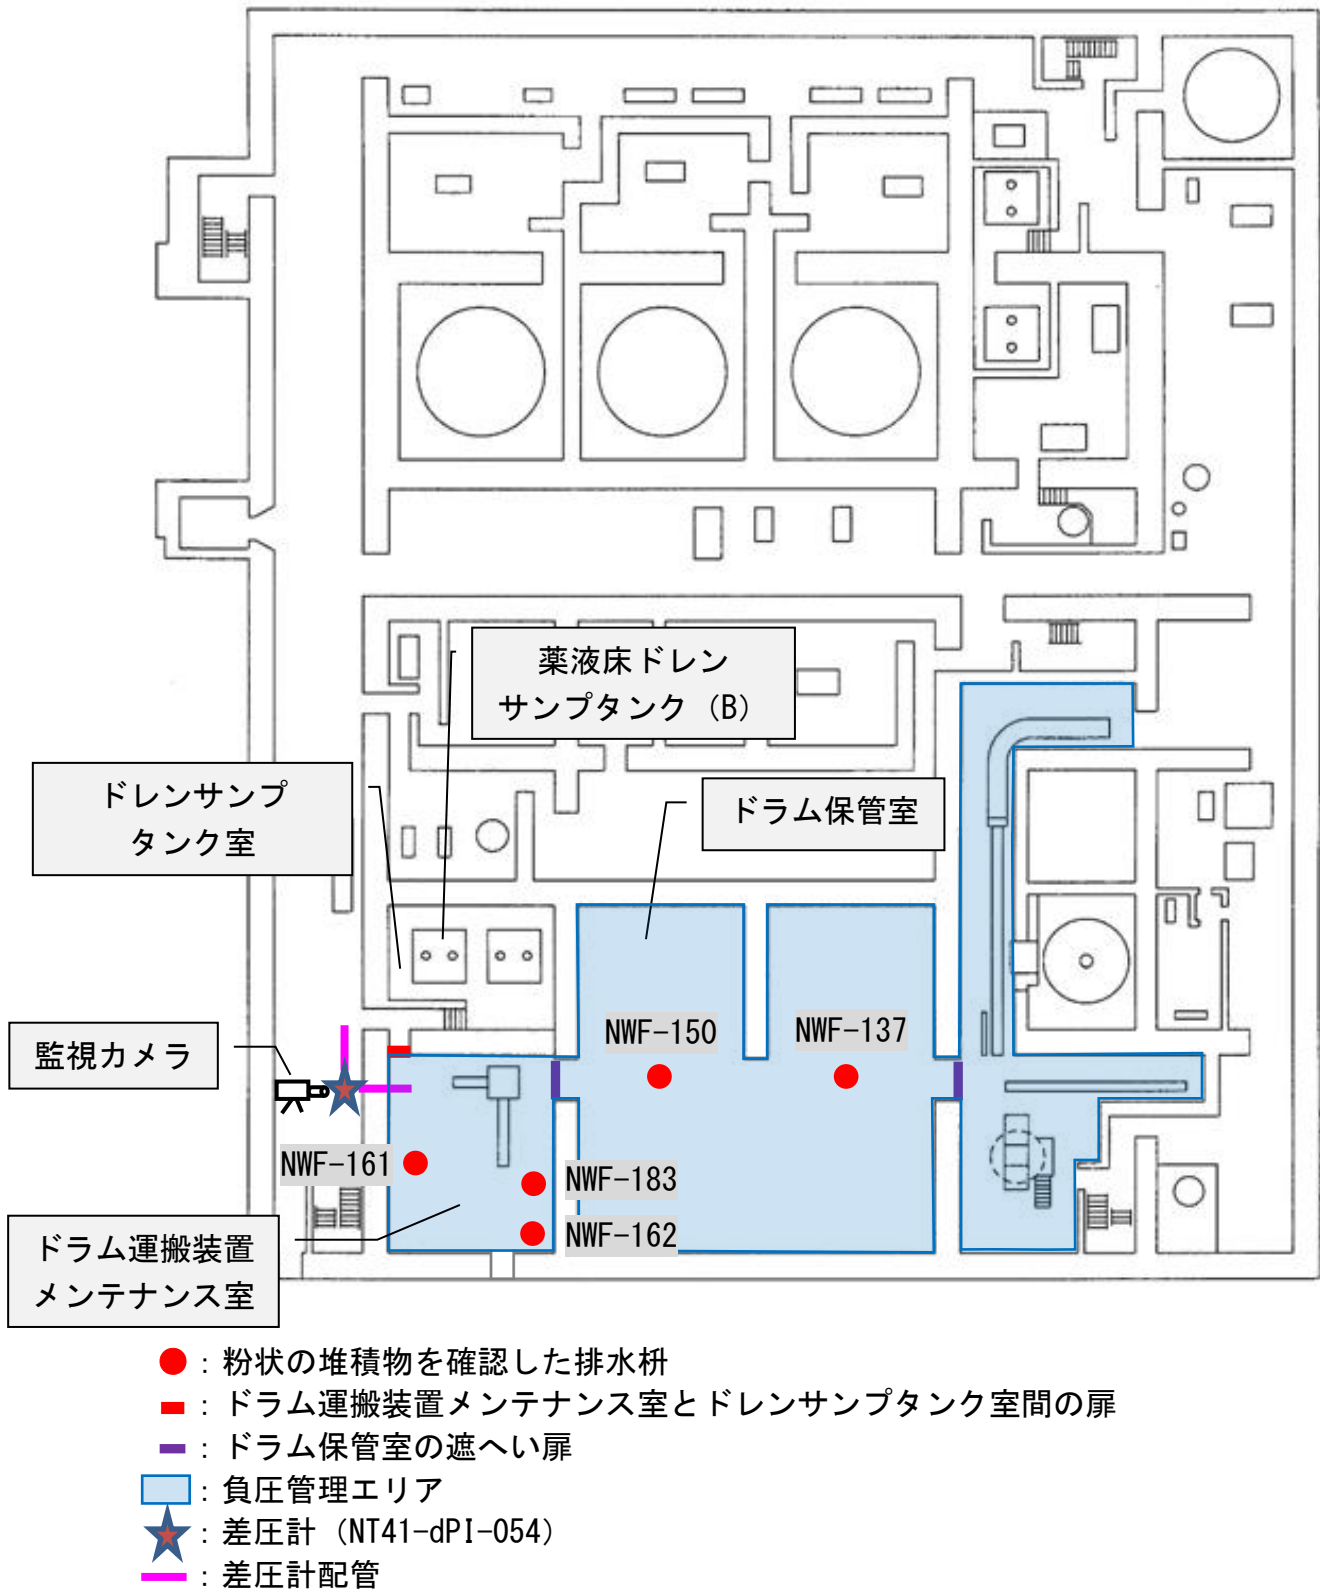 薬液床ドレン
サンプタンク（B）
ドレンサンプ
タンク室
ドラム保管室
監視カメラ
NWF-150
NWF-137
NWF-161
NWF-183
NWF-162
ドラム運搬装置
メンテナンス室
：粉状の堆積物を確認した排水枡
：ドラム運搬装置メンテナンス室とドレンサンプタンク室間の扉
：ドラム保管室の遮へい扉
：負圧管理エリア
：差圧計（NT41-dPI-054）
：差圧計配管